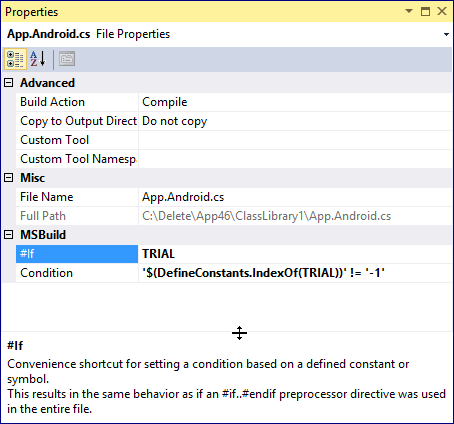 Properties
App.Android.cs File Properties
Advanced
Build Action Compile
Copy to Output Direct Do not copy
Custom Tool
Custom Tool Namespa
Misc
File Name App.Android.cs
Full Path C:\Delete\App46\ClassLibrary1\App.Android.cs
MSBuild
#If TRIAL
Condition '$(DefineConstants.IndexOf(TRIAL))' != '-1'
#If
Convenience shortcut for setting a condition based on a defined constant or
symbol.
This results in the same behavior as if an #if..#endif preprocessor directive was used
in the entire file.